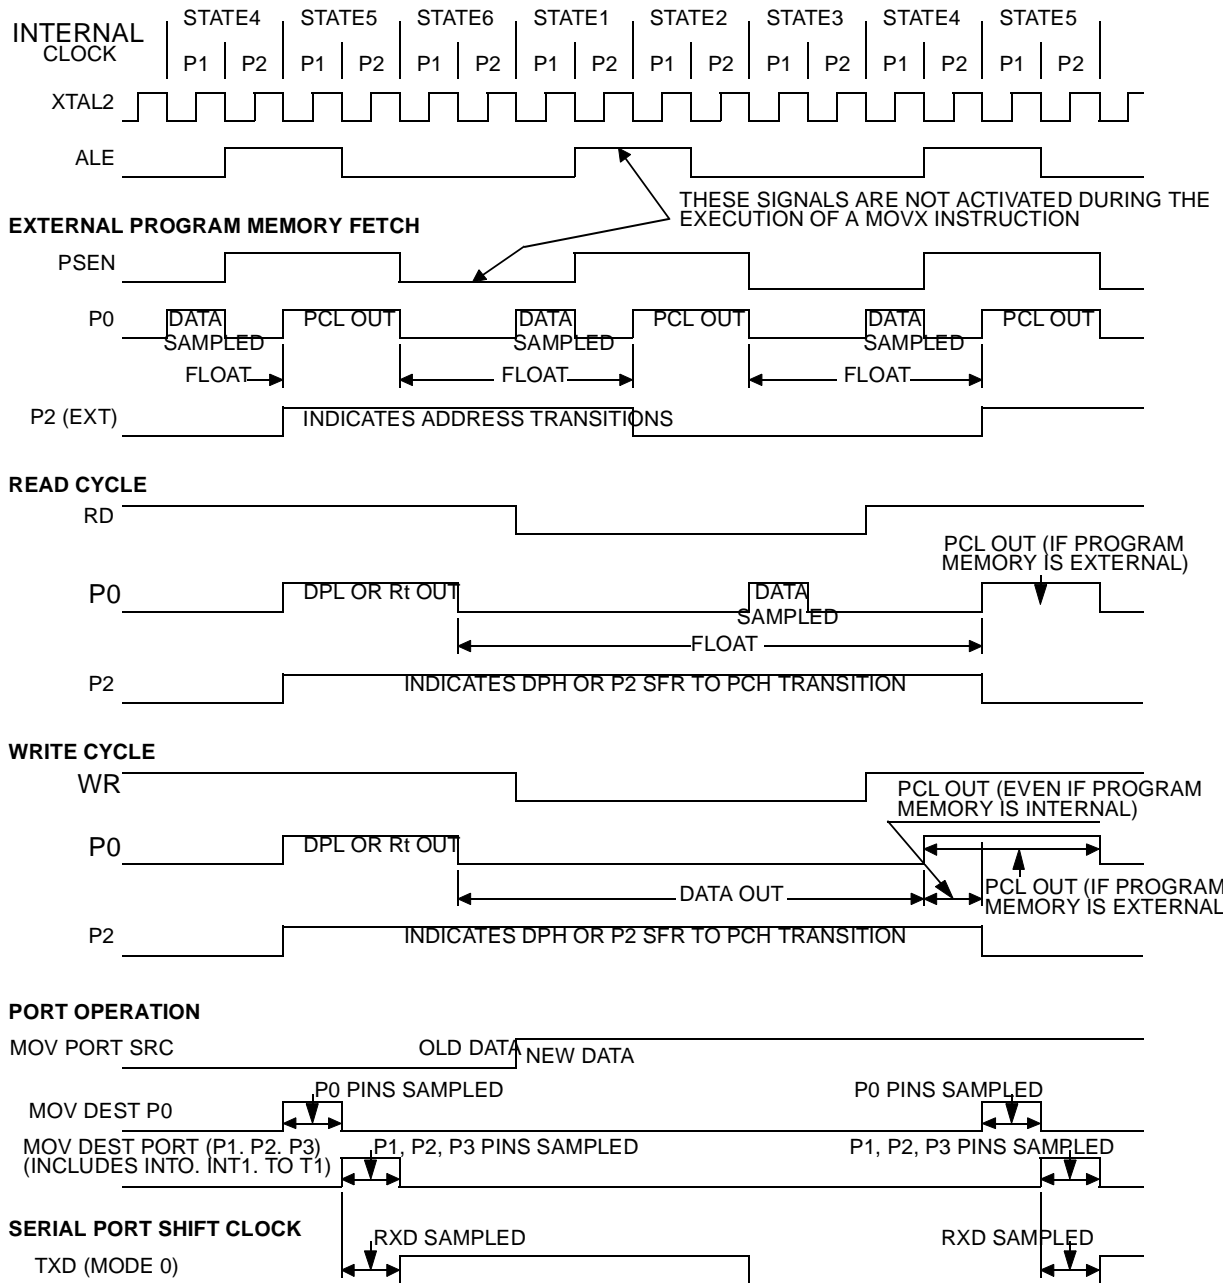 INTERNAL
CLOCK
STATE4 STATE5 STATE6 STATE1 STATE2 STATE3 STATE4 STATE5
P1 P2 P1 P2 P1 P2 P1 P2 P1 P2 P1 P2 P1 P2 P1 P2
XTAL2
ALE
THESE SIGNALS ARE NOT ACTIVATED DURING THE
EXECUTION OF A MOVX INSTRUCTION
EXTERNAL PROGRAM MEMORY FETCH
PSEN
P0 DATA PCL OUT DATA PCL OUT DATA PCL OUT
SAMPLED SAMPLED SAMPLED
FLOAT FLOAT FLOAT
P2 (EXT) INDICATES ADDRESS TRANSITIONS
READ CYCLE
RD
PCL OUT (IF PROGRAM
MEMORY IS EXTERNAL)
P0 DPL OR Rt OUT DATA
SAMPLED
FLOAT
P2 INDICATES DPH OR P2 SFR TO PCH TRANSITION
WRITE CYCLE
WR
PCL OUT (EVEN IF PROGRAM
MEMORY IS INTERNAL)
P0 DPL OR Rt OUT
DATA OUT
PCL OUT (IF PROGRAM
MEMORY IS EXTERNAL
P2 INDICATES DPH OR P2 SFR TO PCH TRANSITION
PORT OPERATION
MOV PORT SRC OLD DATA NEW DATA
P0 PINS SAMPLED P0 PINS SAMPLED
MOV DEST P0
MOV DEST PORT (P1. P2. P3) P1, P2, P3 PINS SAMPLED P1, P2, P3 PINS SAMPLED
(INCLUDES INTO. INT1. TO T1)
SERIAL PORT SHIFT CLOCK
RXD SAMPLED RXD SAMPLED
TXD (MODE 0)